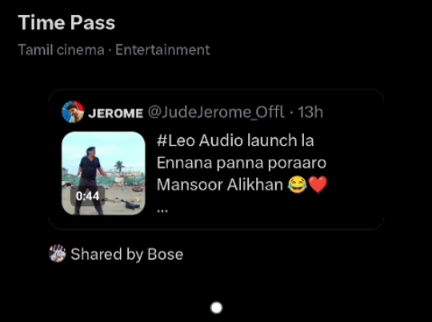 Time Pass
Tamil cinema · Entertainment
JEROME @JudeJerome_Offl · 13h
#Leo Audio launch la
Ennana panna poraaro
Mansoor Alikhan 😂❤️
...
0:44
Shared by Bose